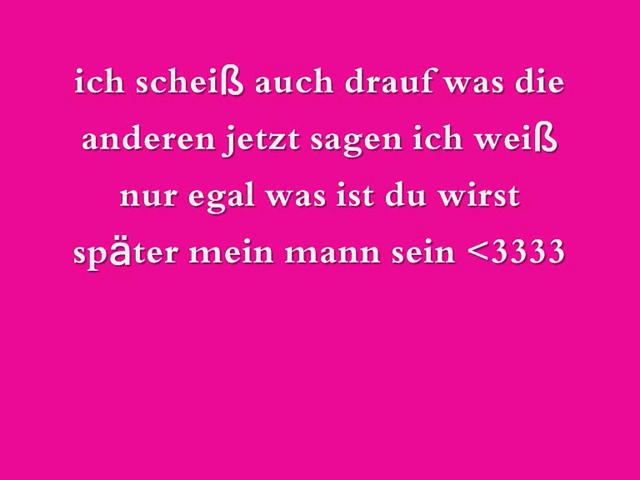 ich scheiß auch drauf was die
anderen jetzt sagen ich weiß
nur egal was ist du wirst
später mein mann sein <3333